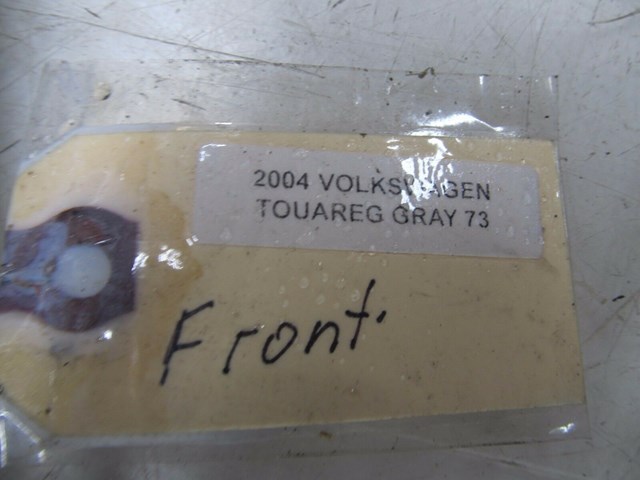 2004 VOLKSWAGEN
TOUAREG GRAY 73
Front